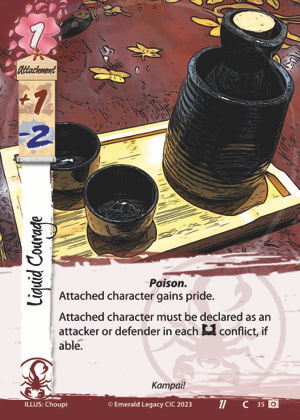 1
Attachment
+1
-2
Liquid Courage
Poison.
Attached character gains pride.
Attached character must be declared as an
attacker or defender in each conflict, if
able.
Kampai!
ILLUS: Choupi
© Emerald Legacy CIC 2023
C 35